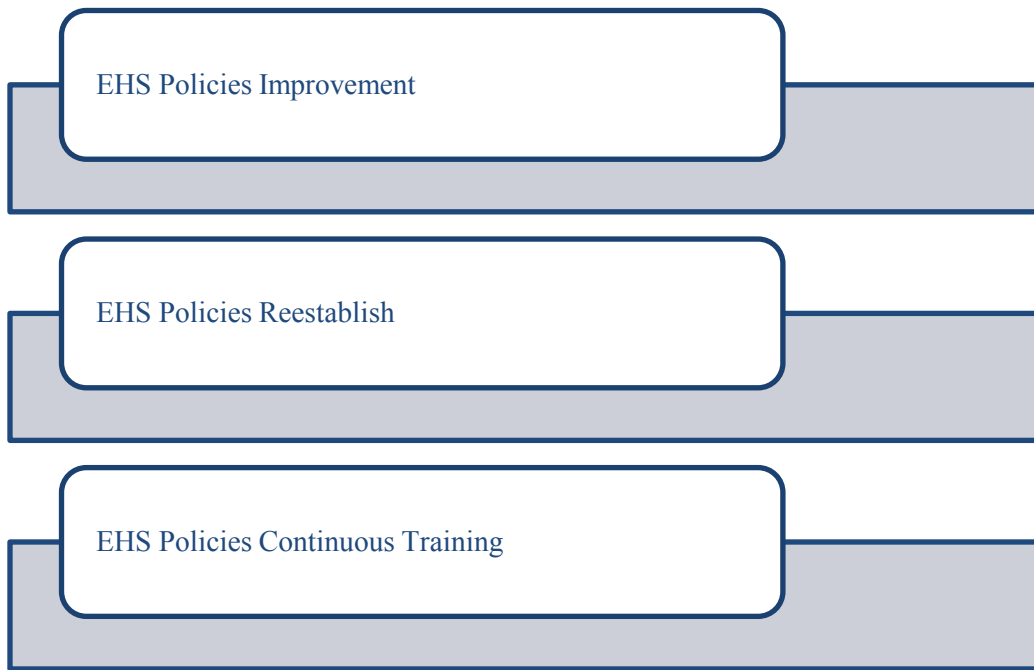 EHS Policies Improvement
EHS Policies Reestablish
EHS Policies Continuous Training